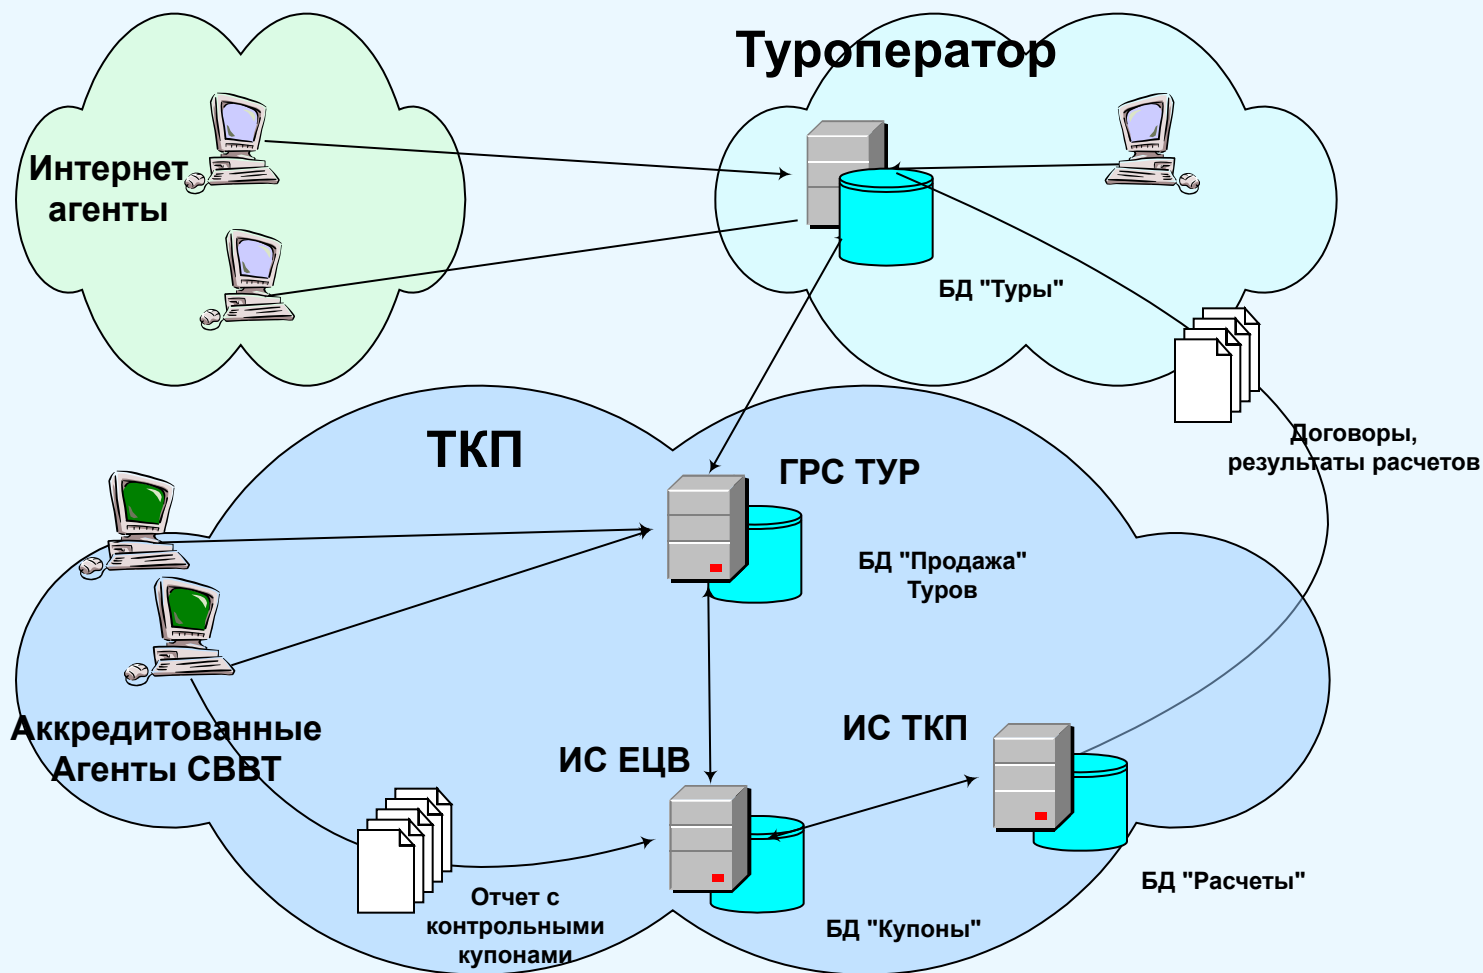 Туроператор
Интернет
агенты
БД "Туры"
Договоры,
результаты расчетов
ТКП
ГРС ТУР
БД "Продажа"
Туров
Аккредитованные
Агенты СВВТ
ИС ЕЦВ
ИС ТКП
БД "Расчеты"
Отчет с
контрольными
купонами
БД "Купоны"